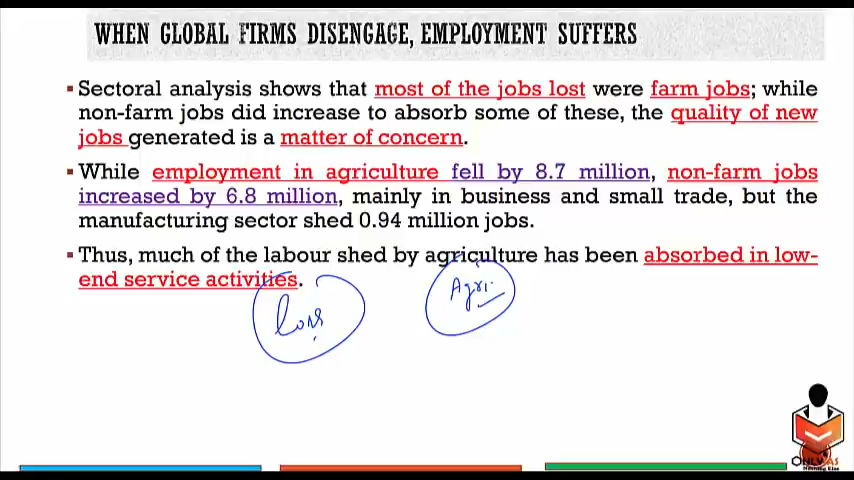 WHEN GLOBAL FIRMS DISENGAGE, EMPLOYMENT SUFFERS
▪ Sectoral analysis shows that most of the jobs lost were farm jobs; while
non-farm jobs did increase to absorb some of these, the quality of new
jobs generated is a matter of concern.
▪ While employment in agriculture fell by 8.7 million, non-farm jobs
increased by 6.8 million, mainly in business and small trade, but the
manufacturing sector shed 0.94 million jobs.
▪ Thus, much of the labour shed by agriculture has been absorbed in low-
end service activities.
Agri.
ONLY IAS
Nothing Else